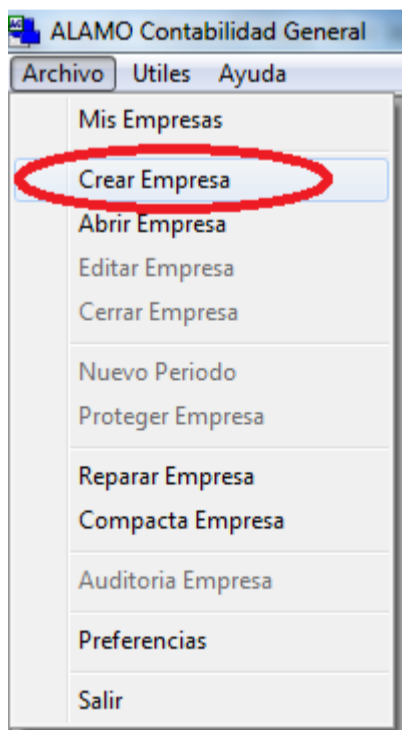 ALAMO Contabilidad General
Archivo Utiles Ayuda
Mis Empresas
Crear Empresa
Abrir Empresa
Editar Empresa
Cerrar Empresa
Nuevo Periodo
Proteger Empresa
Reparar Empresa
Compacta Empresa
Auditoria Empresa
Preferencias
Salir